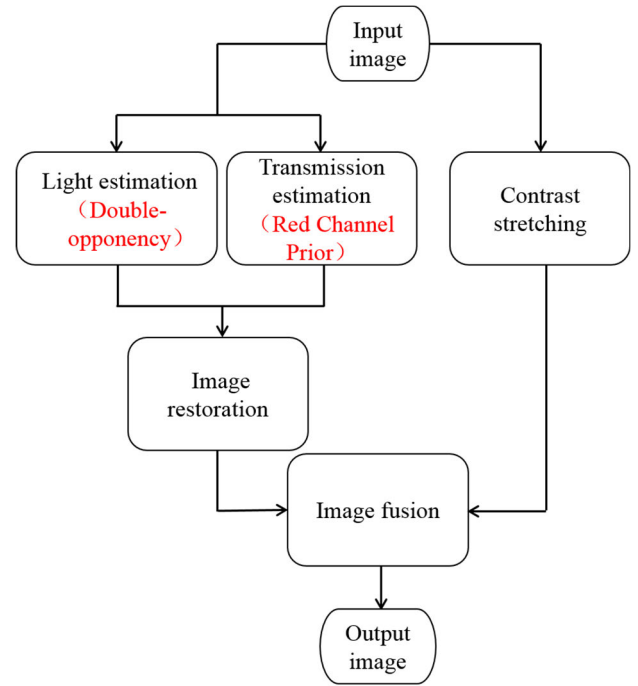 Input
image
Light estimation
（Double-
opponency）
Transmission
estimation
（Red Channel
Prior）
Contrast
stretching
Image
restoration
Image fusion
Output
image